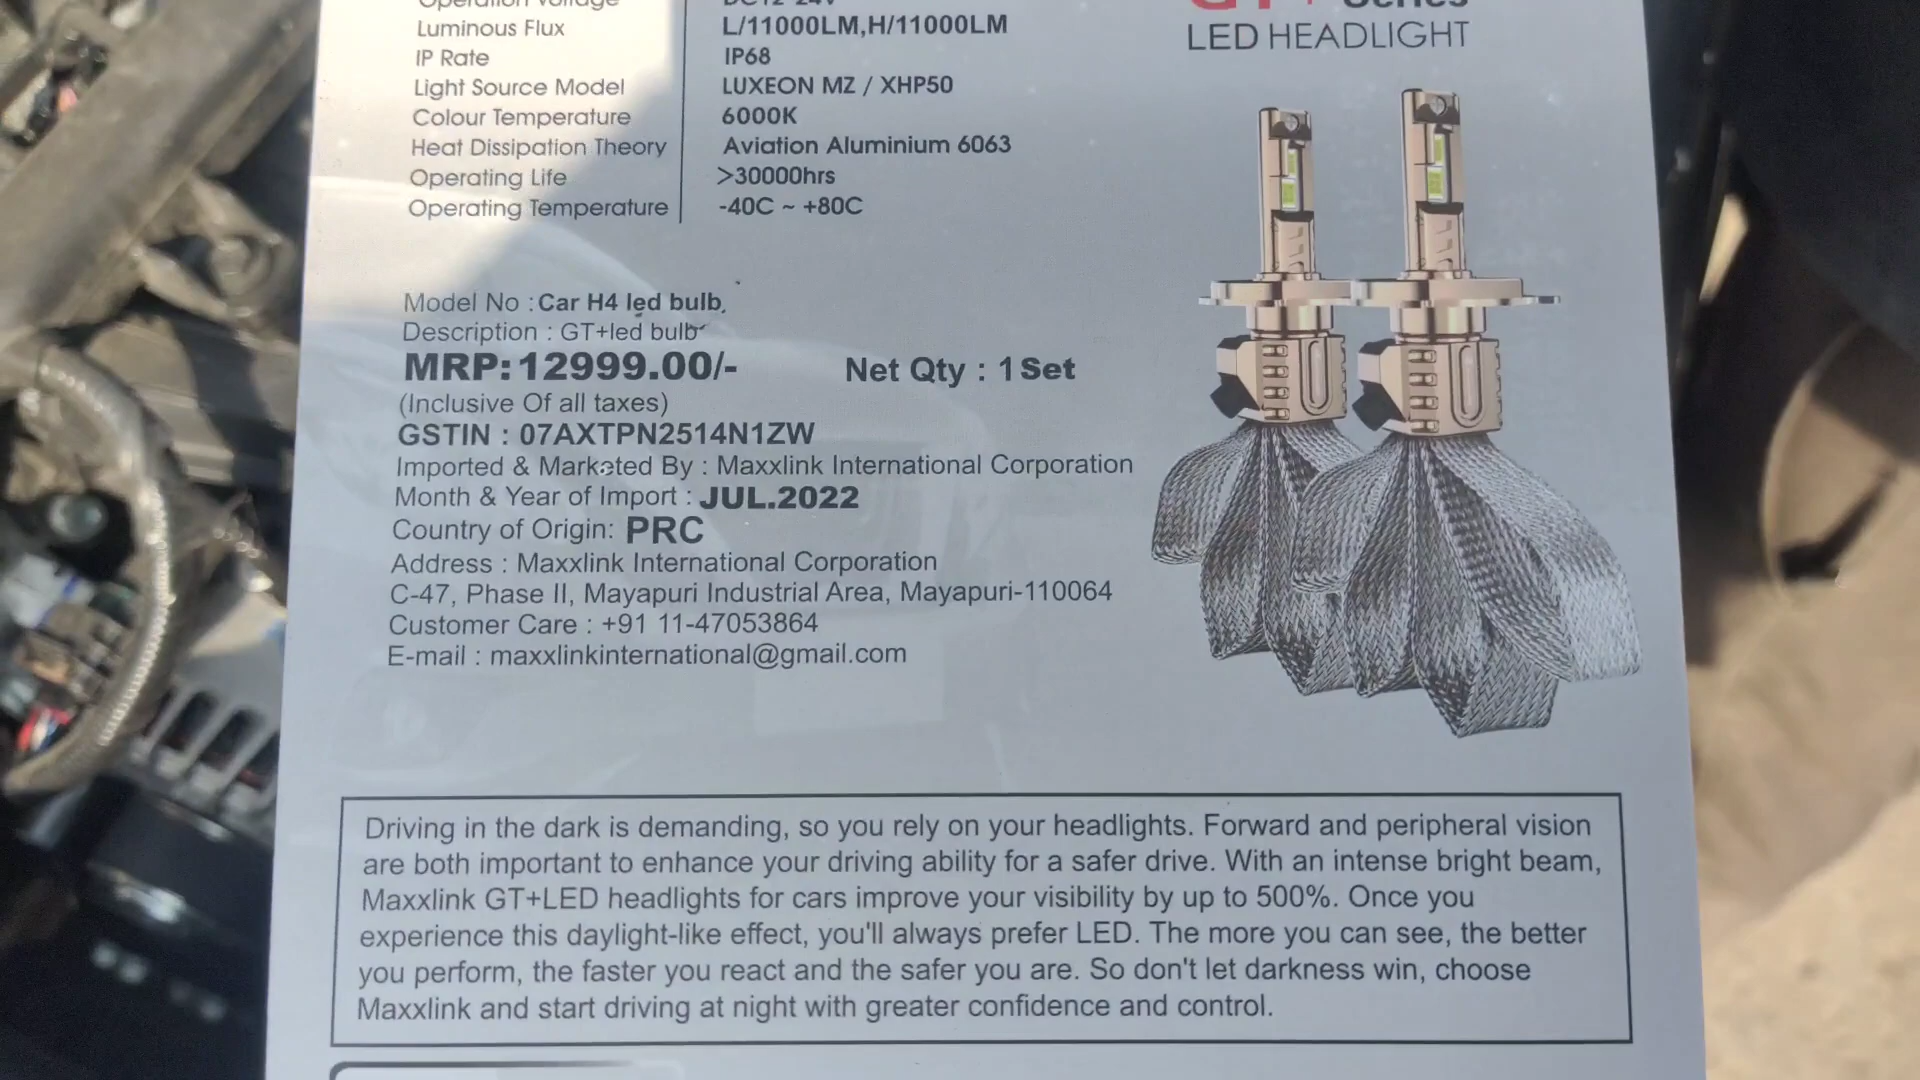 Operation Voltage DC12-24V
Luminous Flux L/11000LM,H/11000LM
IP Rate IP68
Light Source Model LUXEON MZ / XHP50
Colour Temperature 6000K
Heat Dissipation Theory Aviation Aluminium 6063
Operating Life >30000hrs
Operating Temperature -40C ~ +80C
GT+ Series
LED HEADLIGHT
Model No : Car H4 led bulb.
Description : GT+led bulb
MRP: 12999.00/- Net Qty : 1 Set
(Inclusive Of all taxes)
GSTIN : 07AXTPN2514N1ZW
Imported & Marketed By : Maxxlink International Corporation
Month & Year of Import : JUL.2022
Country of Origin: PRC
Address : Maxxlink International Corporation
C-47, Phase II, Mayapuri Industrial Area, Mayapuri-110064
Customer Care : +91 11-47053864
E-mail : maxxlinkinternational@gmail.com
Driving in the dark is demanding, so you rely on your headlights. Forward and peripheral vision
are both important to enhance your driving ability for a safer drive. With an intense bright beam,
Maxxlink GT+LED headlights for cars improve your visibility by up to 500%. Once you
experience this daylight-like effect, you'll always prefer LED. The more you can see, the better
you perform, the faster you react and the safer you are. So don't let darkness win, choose
Maxxlink and start driving at night with greater confidence and control.